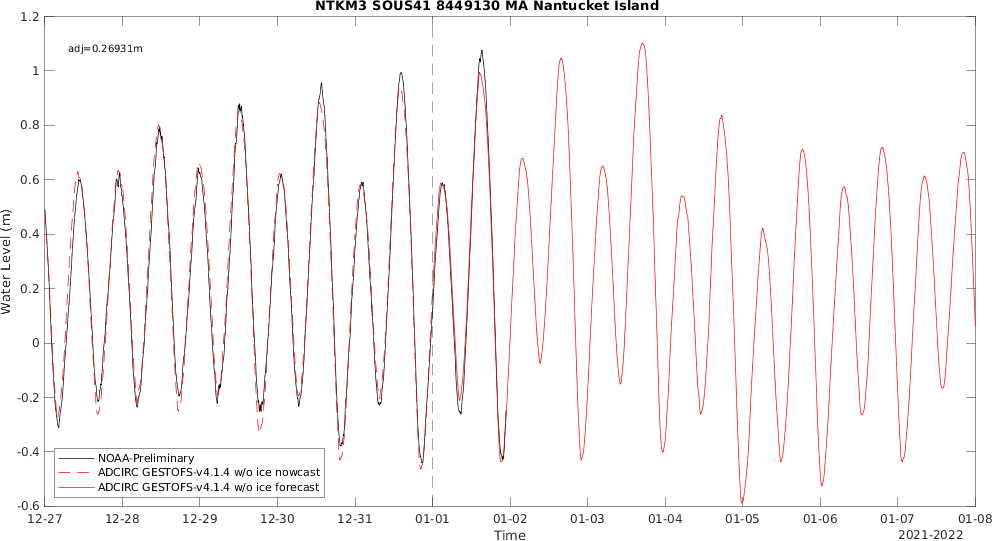 NTKM3 SOUS41 8449130 MA Nantucket Island
1.2
1
0.8
0.6
0.4
0.2
0
-0.2
-0.4
-0.6
Water Level (m)
adj=0.26931m
NOAA-Preliminary
ADCIRC GESTOFS-v4.1.4 w/o ice nowcast
ADCIRC GESTOFS-v4.1.4 w/o ice forecast
12-27 12-28 12-29 12-30 12-31 01-01 01-02 01-03 01-04 01-05 01-06 01-07 01-08
Time
2021-2022